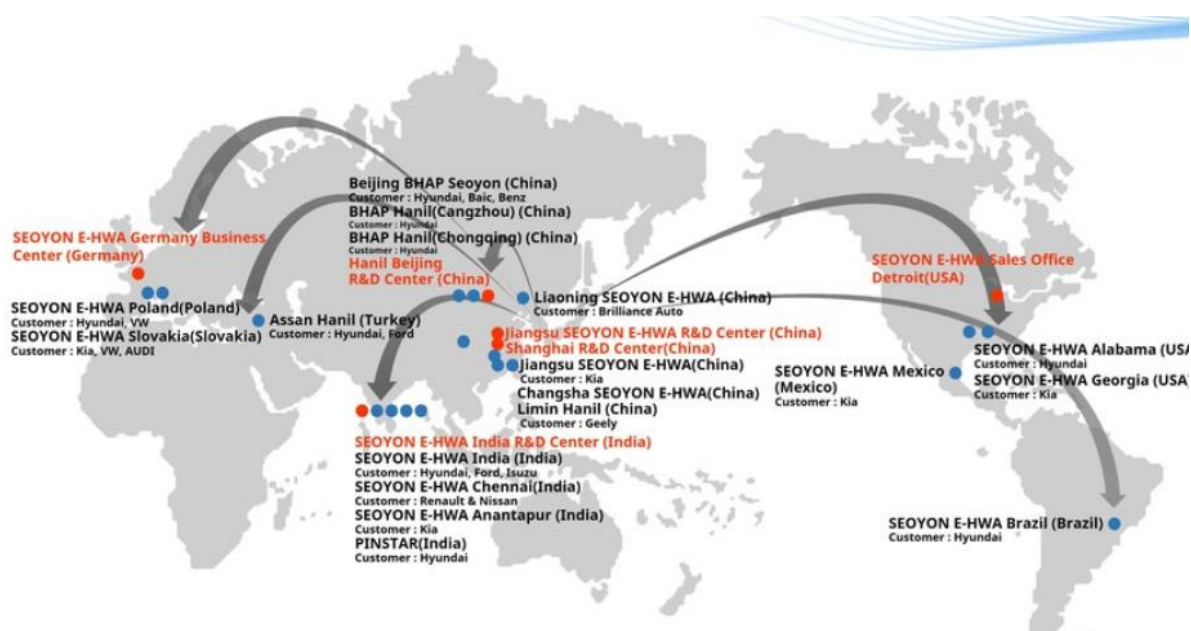 Beijing BHAP Seoyon (China)
Customer : Hyundai, Baic, Benz
BHAP Hanil(Cangzhou) (China)
Customer : Hyundai
BHAP Hanil(Chongqing) (China)
Customer : Hyundai
Hanil Beijing
R&D Center (China)
SEOYON E-HWA Germany Business
Center (Germany)
SEOYON E-HWA Poland(Poland)
Customer : Hyundai, VW
SEOYON E-HWA Slovakia(Slovakia)
Customer : Kia, VW, AUDI
Assan Hanil (Turkey)
Customer : Hyundai, Ford
Liaoning SEOYON E-HWA (China)
Customer : Brilliance Auto
Jiangsu SEOYON E-HWA R&D Center (China)
Shanghai R&D Center(China)
Jiangsu SEOYON E-HWA(China)
Customer : Kia
Changsha SEOYON E-HWA(China)
Limin Hanil (China)
Customer : Geely
SEOYON E-HWA India R&D Center (India)
SEOYON E-HWA India (India)
Customer : Hyundai, Ford, Isuzu
SEOYON E-HWA Chennai(India)
Customer : Renault & Nissan
SEOYON E-HWA Anantapur (India)
Customer : Kia
PINSTAR(India)
Customer : Hyundai
SEOYON E-HWA Sales Office
Detroit(USA)
SEOYON E-HWA Alabama (USA
Customer : Hyundai
SEOYON E-HWA Georgia (USA)
Customer : Kia
SEOYON E-HWA Mexico
(Mexico)
Customer : Kia
SEOYON E-HWA Brazil (Brazil)
Customer : Hyundai